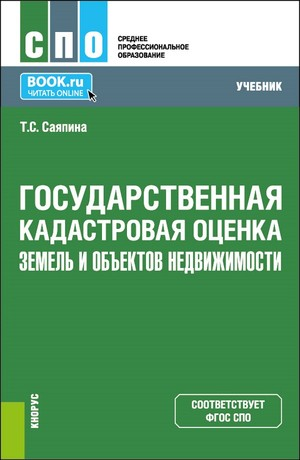 СПО
СРЕДНЕЕ
ПРОФЕССИОНАЛЬНОЕ
ОБРАЗОВАНИЕ
BOOK.ru
ЧИТАТЬ ONLINE
УЧЕБНИК
Т.С. Саяпина
ГОСУДАРСТВЕННАЯ
КАДАСТРОВАЯ ОЦЕНКА
ЗЕМЕЛЬ И ОБЪЕКТОВ НЕДВИЖИМОСТИ
СООТВЕТСТВУЕТ
ФГОС СПО
КНОРУС